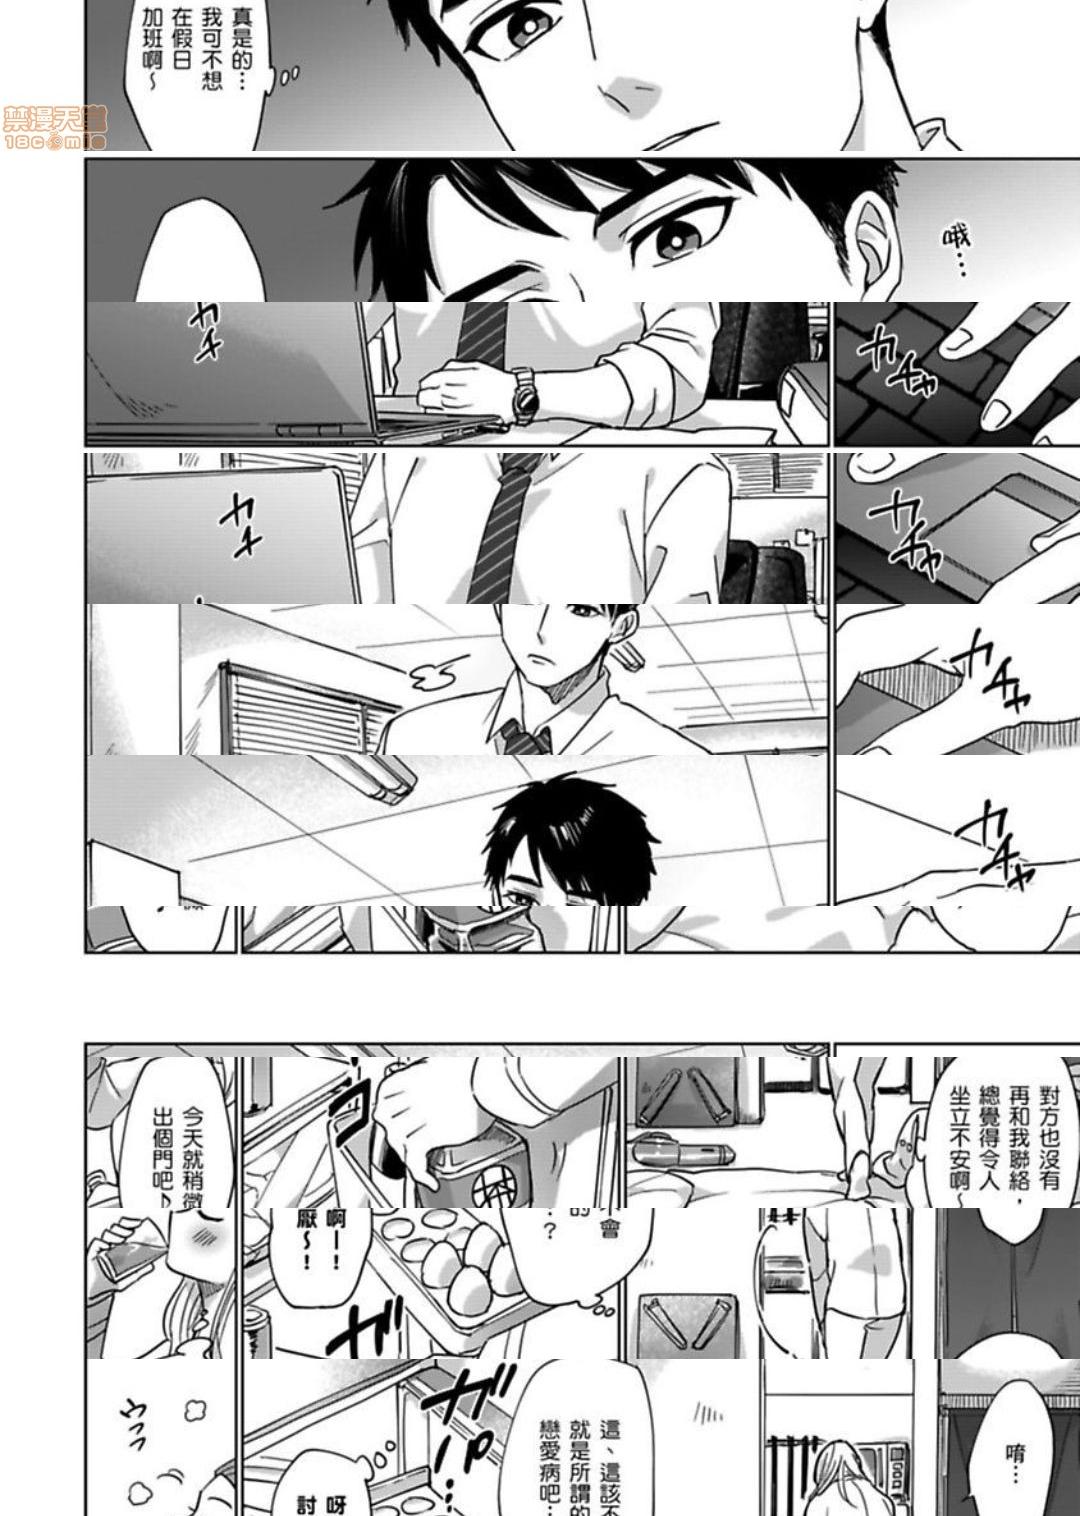 真是的…
我可不想
在假日
加班啊～
禁漫天堂
18comic
哦…
カチ
カチャ
カチ
カチャ
カチャ
カチャ
對方也沒有
再和我聯絡，
總覺得令人
坐立不安啊～
今天就稍微
出個門吧♪
會
的
？
啊—！
厭～！
唷…
這、這該不
就是所謂的
戀愛病吧…
ウフフ
呀
討